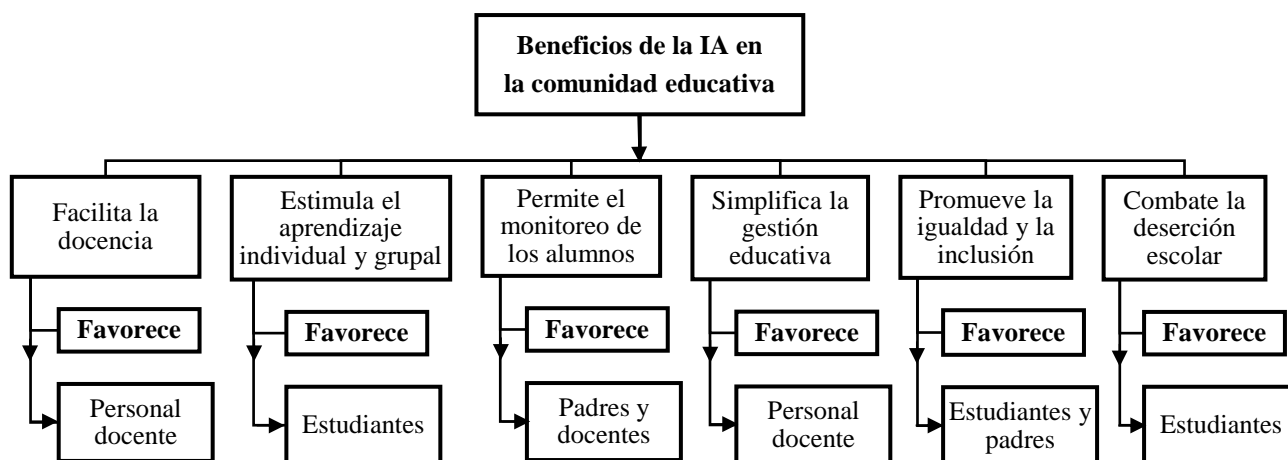 Beneficios de la IA en
la comunidad educativa
Facilita la
docencia
Estimula el
aprendizaje
individual y grupal
Permite el
monitoreo de
los alumnos
Simplifica la
gestión
educativa
Promueve la
igualdad y la
inclusión
Combate la
deserción
escolar
Favorece
Favorece
Favorece
Favorece
Favorece
Favorece
Personal
docente
Estudiantes
Padres y
docentes
Personal
docente
Estudiantes y
padres
Estudiantes